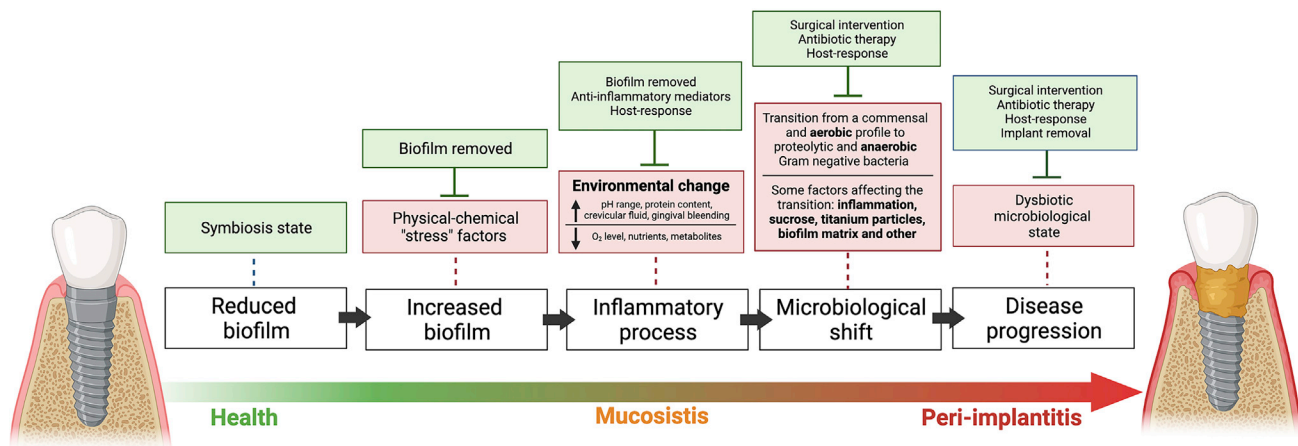 Symbiosis state
Reduced
biofilm
Biofilm removed
Physical-chemical
"stress" factors
Increased
biofilm
Biofilm removed
Anti-inflammatory mediators
Host-response
Environmental change
pH range, protein content,
crevicular fluid, gingival bleending
O₂ level, nutrients, metabolites
Inflammatory
process
Surgical intervention
Antibiotic therapy
Host-response
Transition from a commensal
and aerobic profile to
proteolytic and anaerobic
Gram negative bacteria
Some factors affecting the
transition: inflammation,
sucrose, titanium particles,
biofilm matrix and other
Microbiological
shift
Surgical intervention
Antibiotic therapy
Host-response
Implant removal
Dysbiotic
microbiological
state
Disease
progression
Health
Mucosistis
Peri-implantitis